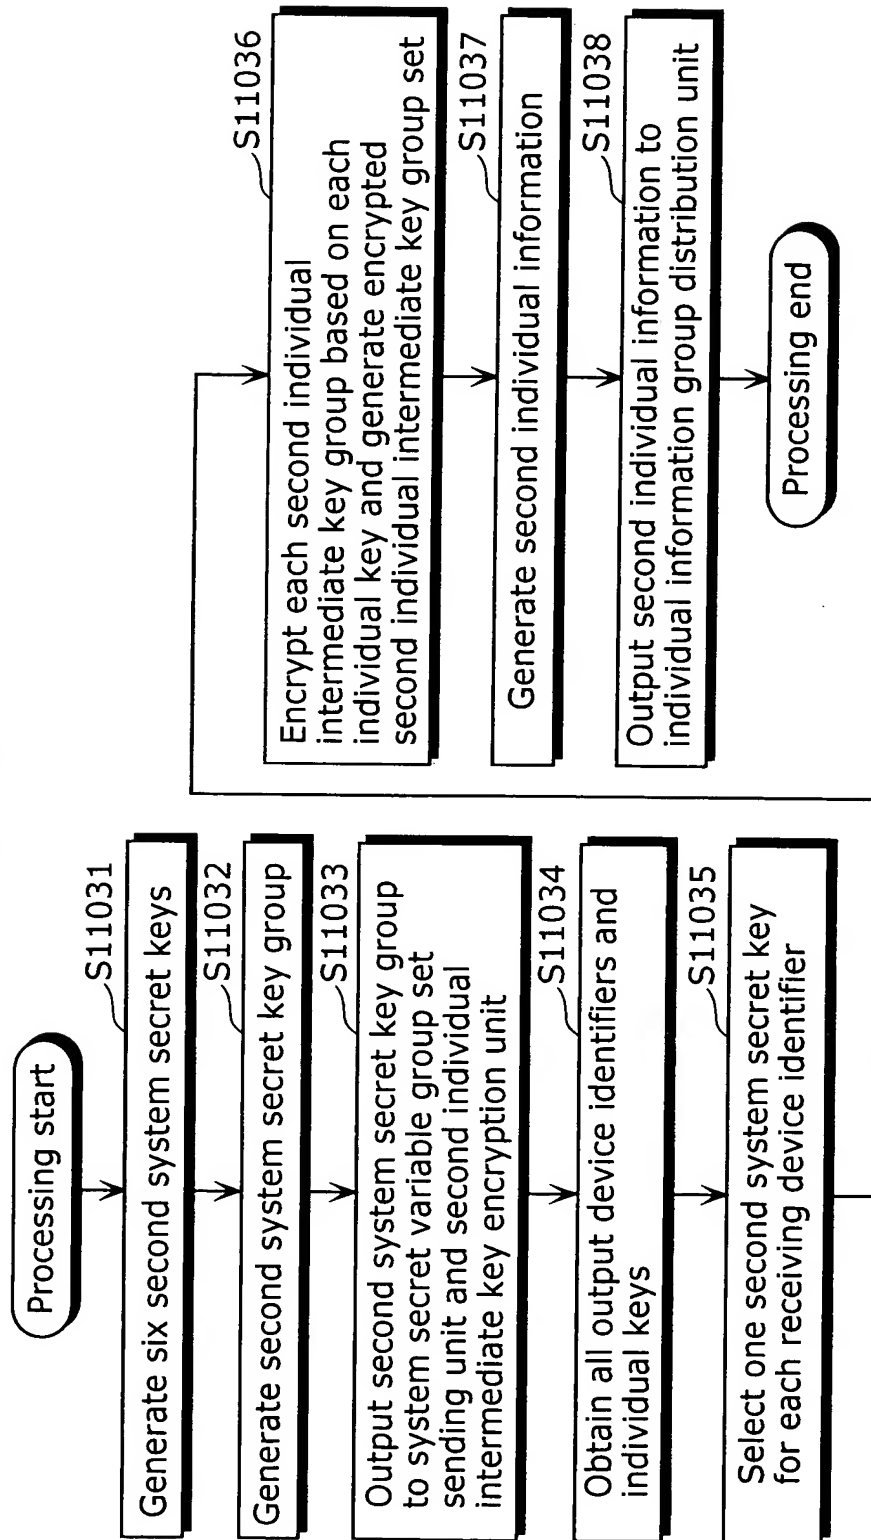 Processing start
S11031
Generate six second system secret keys
S11032
Generate second system secret key group
S11033
Output second system secret key group
to system secret variable group set
sending unit and second individual
intermediate key encryption unit
S11034
Obtain all output device identifiers and
individual keys
S11035
Select one second system secret key
for each receiving device identifier
S11036
Encrypt each second individual
intermediate key group based on each
individual key and generate encrypted
second individual intermediate key group set
S11037
Generate second individual information
S11038
Output second individual information to
individual information group distribution unit
Processing end